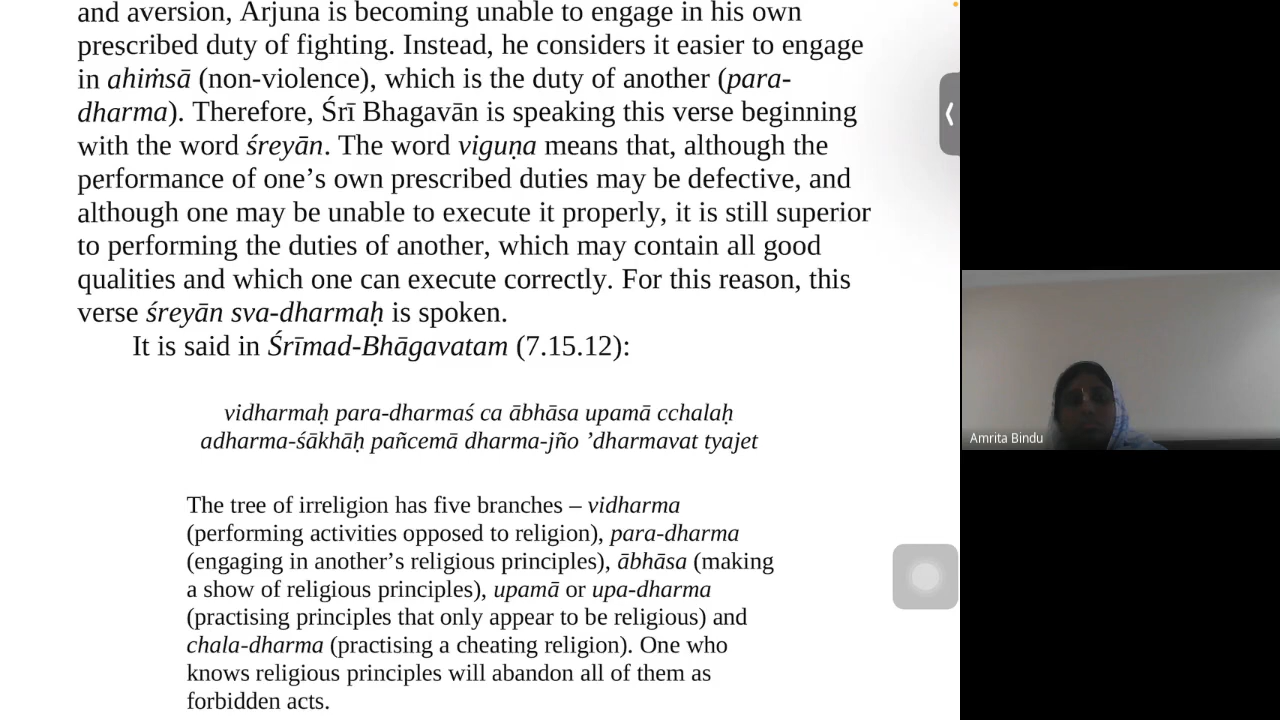 and aversion, Arjuna is becoming unable to engage in his own
prescribed duty of fighting. Instead, he considers it easier to engage
in ahiṁsā (non-violence), which is the duty of another (para-
dharma). Therefore, Śrī Bhagavān is speaking this verse beginning
with the word śreyān. The word viguṇa means that, although the
performance of one’s own prescribed duties may be defective, and
although one may be unable to execute it properly, it is still superior
to performing the duties of another, which may contain all good
qualities and which one can execute correctly. For this reason, this
verse śreyān sva-dharmaḥ is spoken.
It is said in Śrīmad-Bhāgavatam (7.15.12):
vidharmaḥ para-dharmaś ca ābhāsa upamā cchalaḥ
adharma-śākhāḥ pañcemā dharma-jño ’dharmavat tyajet
The tree of irreligion has five branches – vidharma
(performing activities opposed to religion), para-dharma
(engaging in another’s religious principles), ābhāsa (making
a show of religious principles), upamā or upa-dharma
(practising principles that only appear to be religious) and
chala-dharma (practising a cheating religion). One who
knows religious principles will abandon all of them as
forbidden acts.
Amrita Bindu